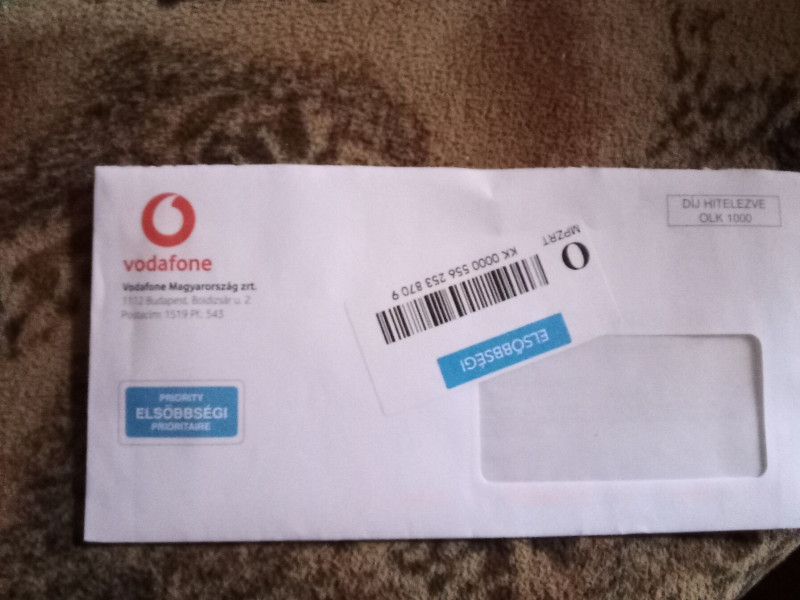 vodafone
Vodafone Magyarország zrt.
1112 Budapest, Boldizsár u. 2
Postacím: 1519 Pf.: 543
PRIORITY
ELSŐBBSÉGI
PRIORITAIRE
DÍJ HITELEZVE
OLK 1000
MPZRT
KK 0000 556 253 870 9
ELSŐBBSÉGI